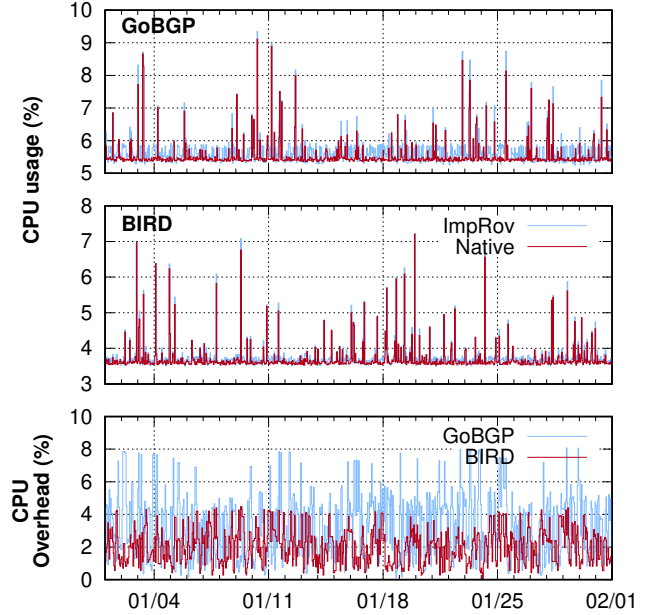 CPU usage (%)
GoBGP
10
9
8
7
6
5
BIRD
ImpRov
Native
8
7
6
5
4
3
CPU
Overhead (%)
GoBGP
BIRD
10
8
6
4
2
0
01/04 01/11 01/18 01/25 02/01